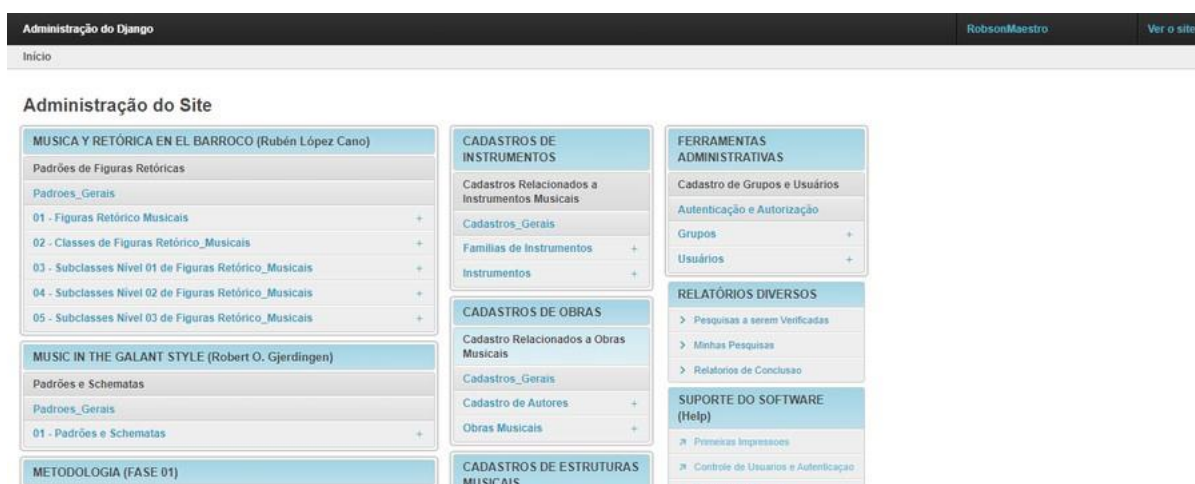 Administração do Django
RobsonMaestro
Ver o site
Início
Administração do Site
MUSICA Y RETÓRICA EN EL BARROCO (Rubén López Cano)
Padrões de Figuras Retóricas
Padroes_Gerais
01 - Figuras Retórico Musicais +
02 - Classes de Figuras Retórico_Musicais +
03 - Subclasses Nível 01 de Figuras Retórico_Musicais +
04 - Subclasses Nível 02 de Figuras Retórico_Musicais +
05 - Subclasses Nível 03 de Figuras Retórico_Musicais +
MUSIC IN THE GALANT STYLE (Robert O. Gjerdingen)
Padrões e Schematas
Padroes_Gerais
01 - Padrões e Schematas +
METODOLOGIA (FASE 01)
CADASTROS DE
INSTRUMENTOS
Cadastros Relacionados a
Instrumentos Musicais
Cadastros_Gerais
Familias de Instrumentos +
Instrumentos +
CADASTROS DE OBRAS
Cadastro Relacionados a Obras
Musicais
Cadastros_Gerais
Cadastro de Autores +
Obras Musicais +
CADASTROS DE ESTRUTURAS
MUSICAIS
FERRAMENTAS
ADMINISTRATIVAS
Cadastro de Grupos e Usuários
Autenticação e Autorização
Grupos +
Usuários +
RELATÓRIOS DIVERSOS
> Pesquisas a serem Verificadas
> Minhas Pesquisas
> Relatorios de Conclusao
SUPORTE DO SOFTWARE
(Help)
Primeiras Impressoes
Controle de Usuarios e Autenticaçao